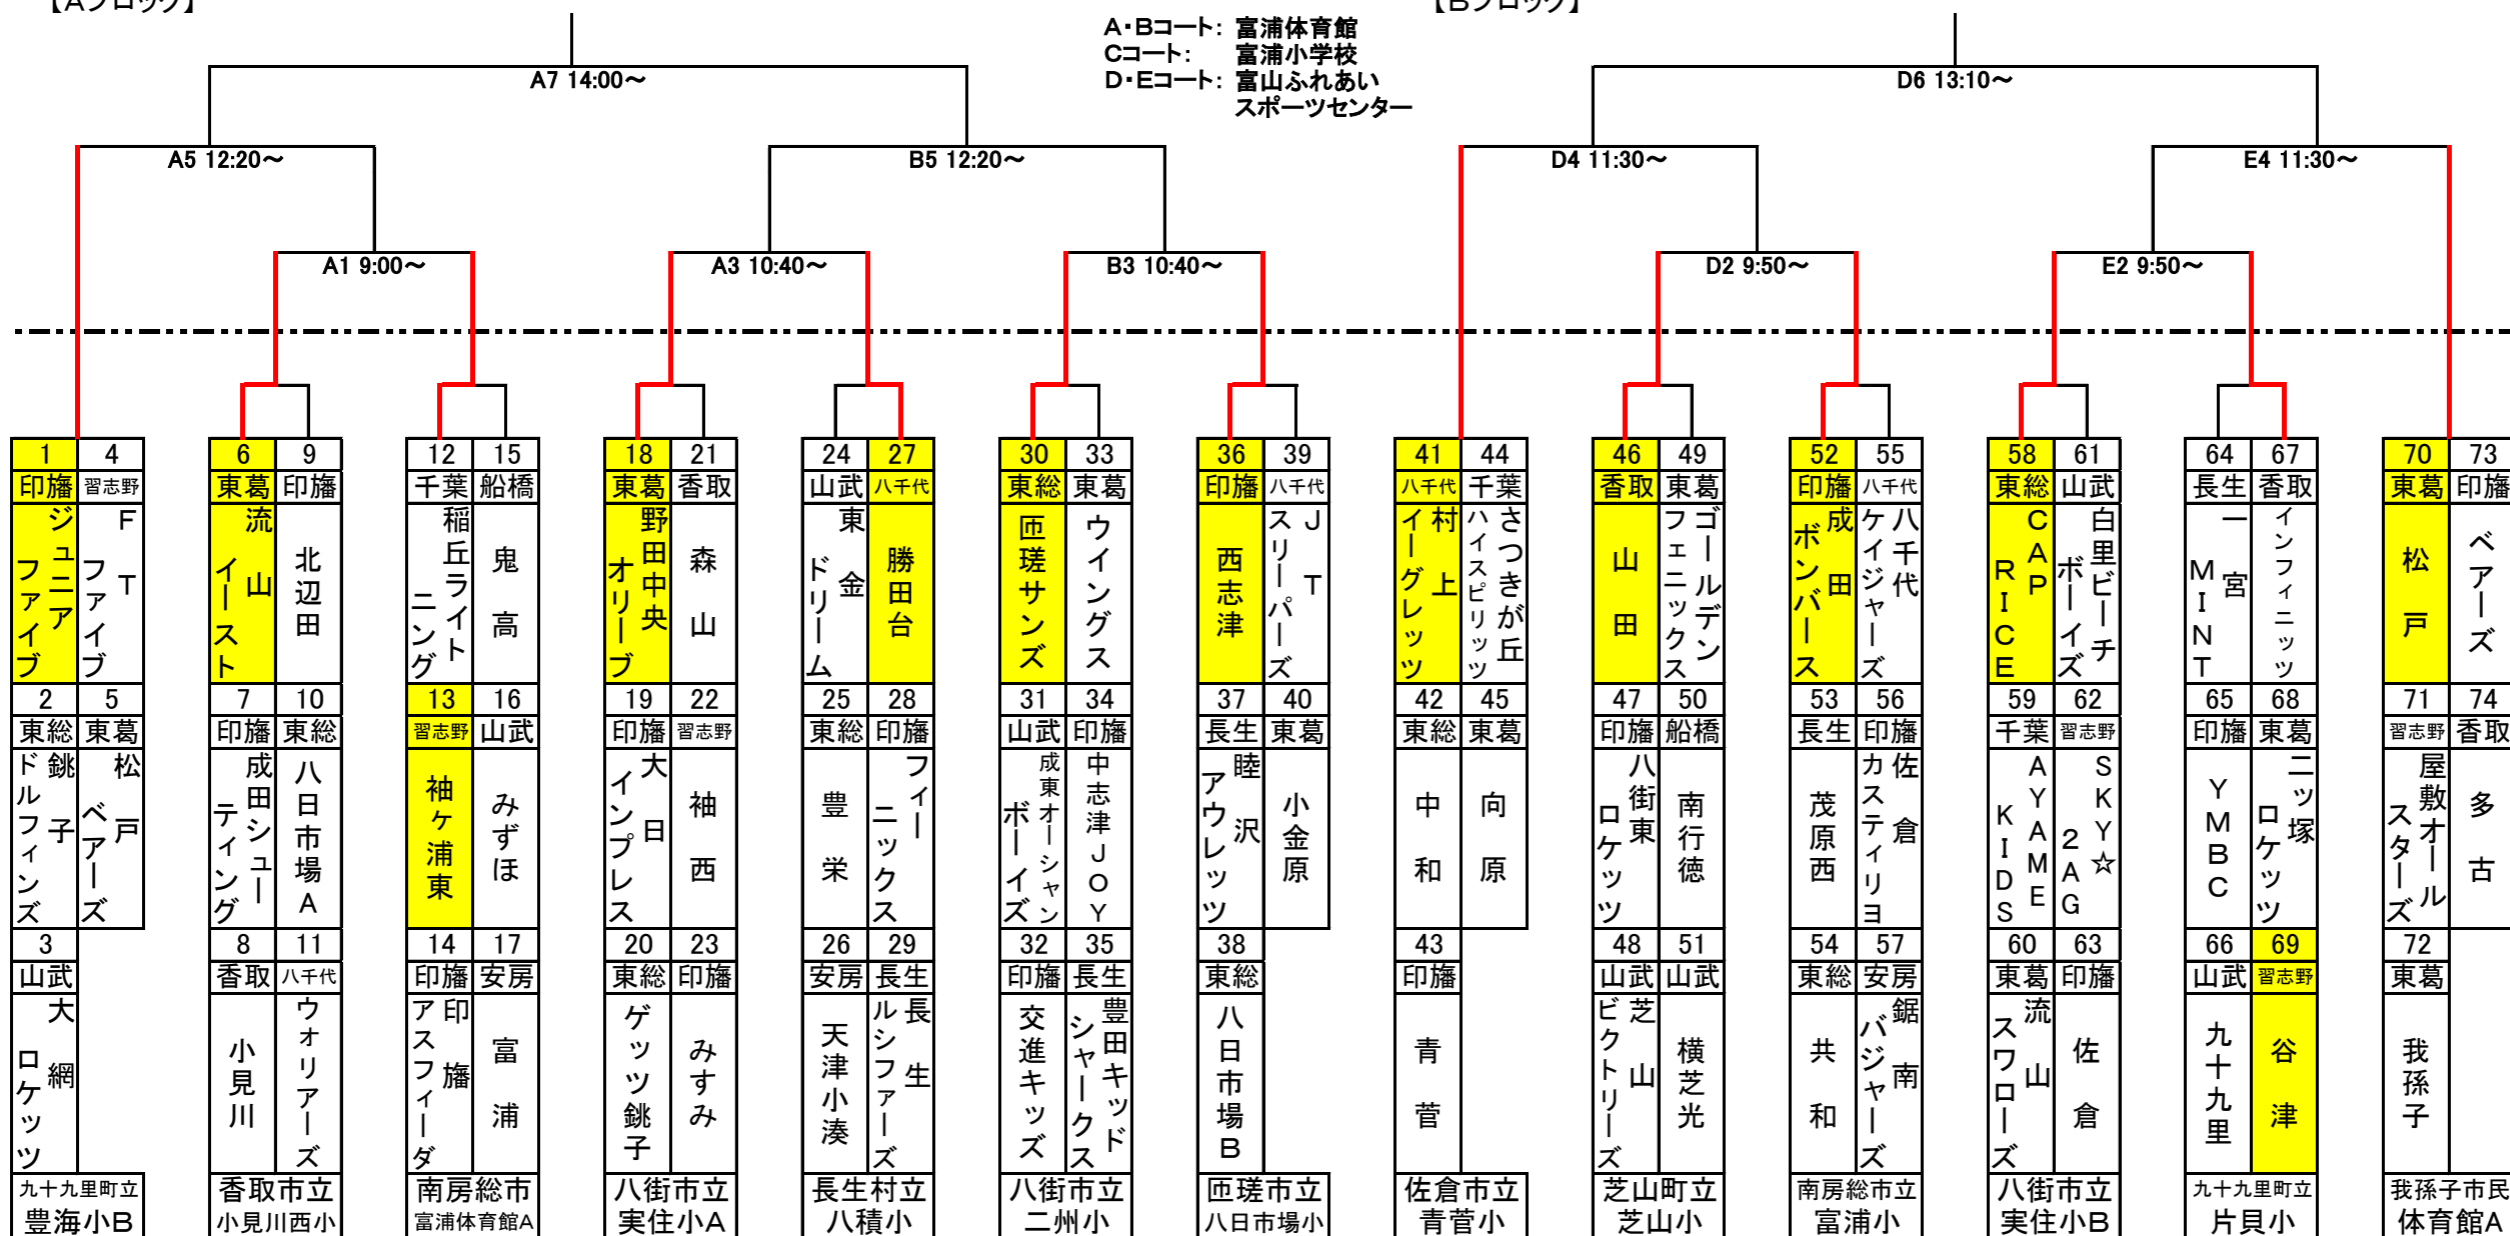 【Aブロック】
【Bブロック】
A・Bコート: 富浦体育館
Cコート: 富浦小学校
D・Eコート: 富山ふれあい
スポーツセンター
A7 14:00～
D6 13:10～
A5 12:20～
B5 12:20～
D4 11:30～
E4 11:30～
A1 9:00～
A3 10:40～
B3 10:40～
D2 9:50～
E2 9:50～
1 4 6 9 12 15 18 21 24 27 30 33 36 39 41 44 46 49 52 55 58 61 64 67 70 73
印旛 習志野 東葛 印旛 千葉 船橋 東葛 香取 山武 八千代 東総 東葛 印旛 八千代 八千代 千葉 香取 東葛 印旛 八千代 東総 山武 長生 香取 東葛 印旛
ジュニアファイブ
FTファイブ
流山イースト
北辺田
稲丘ライトニング
鬼高
野田中央オリーブ
森山
東金ドリーム
勝田台
匝瑳サンズ
ウイングス
西志津
JTスリーパーズ
村上イーグレッツ
さつきが丘ハイスピリッツ
山田
ゴールデンフェニックス
成田ボンバース
八千代ケイジャーズ
CAP RICE
白里ビーチボーイズ
一宮MINT
インフィニッツ
松戸
ベアーズ
2 5 7 10 13 16 19 22 25 28 31 34 37 40 42 45 47 50 53 56 59 62 65 68 71 74
東総 東葛 印旛 東総 習志野 山武 印旛 習志野 東総 印旛 山武 印旛 長生 東葛 東総 東葛 印旛 船橋 長生 印旛 千葉 習志野 印旛 東葛 習志野 香取
銚子ドルフィンズ
松戸ベアーズ
成田シューティング
八日市場A
袖ケ浦東
みずほ
大日インプレス
袖西
豊栄
フィーニックス
成東オーシャンボーイズ
中志津JOY
睦沢アウレッツ
小金原
中和
向原
八街東ロケッツ
南行徳
茂原西
佐倉カスティリヨ
AYAME KIDS
SKY☆2AG
YMBC
二ッ塚ロケッツ
屋敷オールスターズ
多古
3 8 11 14 17 20 23 26 29 32 35 38 43 48 51 54 57 60 63 66 69 72
山武 香取 八千代 印旛 安房 東総 印旛 安房 長生 印旛 長生 東総 印旛 山武 山武 東総 安房 東葛 印旛 山武 習志野 東葛
大網ロケッツ
小見川
ウォリアーズ
印旛アスフィーダ
富浦
ゲッツ銚子
みすみ
天津小湊
長生ルシファーズ
交進キッズ
豊田キッドシャークス
八日市場B
青菅
芝山ビクトリーズ
横芝光
共和
鋸南バジャーズ
流山スワローズ
佐倉
九十九里
谷津
我孫子
九十九里町立 香取市立 南房総市 八街市立 長生村立 八街市立 匝瑳市立 佐倉市立 芝山町立 南房総市立 八街市立 九十九里町立 我孫子市民
豊海小B 小見川西小 富浦体育館A 実住小A 八積小 二州小 八日市場小 青菅小 芝山小 富浦小 実住小B 片貝小 体育館A